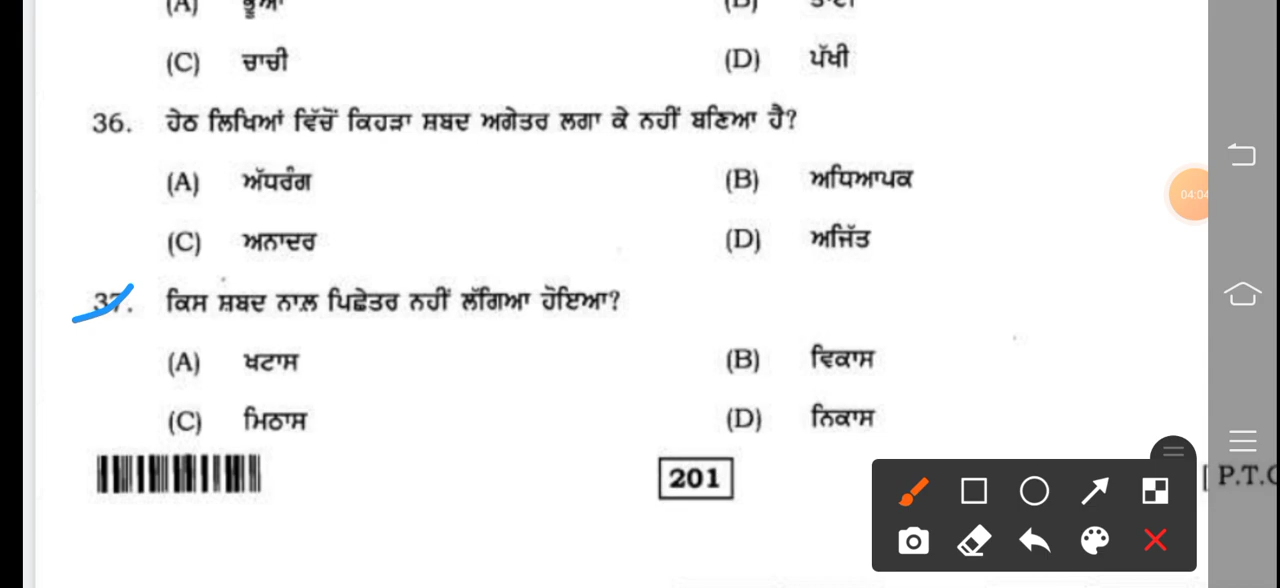 (C) ਚਾਚੀ (D) ਪੱਖੀ
36. ਹੇਠ ਲਿਖਿਆਂ ਵਿੱਚੋਂ ਕਿਹੜਾ ਸ਼ਬਦ ਅਗੇਤਰ ਲਗਾ ਕੇ ਨਹੀਂ ਬਣਿਆ ਹੈ?
(A) ਅੱਧਰੰਗ (B) ਅਧਿਆਪਕ
04:04
(C) ਅਨਾਦਰ (D) ਅਜਿੱਤ
37. ਕਿਸ ਸ਼ਬਦ ਨਾਲ਼ ਪਿਛੇਤਰ ਨਹੀਂ ਲੱਗਿਆ ਹੋਇਆ?
(A) ਖਟਾਸ (B) ਵਿਕਾਸ
(C) ਮਿਠਾਸ (D) ਨਿਕਾਸ
201 [ P.T.O